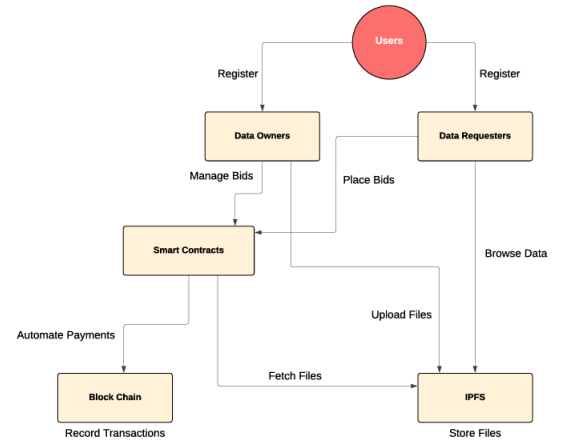 Users
Register
Register
Data Owners
Data Requesters
Manage Bids
Place Bids
Smart Contracts
Browse Data
Upload Files
Automate Payments
Fetch Files
Block Chain
IPFS
Record Transactions
Store Files